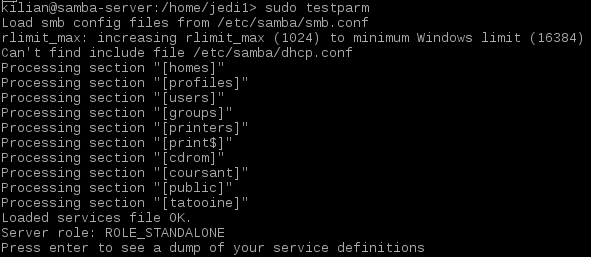 kilian@samba-server:/home/jedi1> sudo testparm
Load smb config files from /etc/samba/smb.conf
rlimit_max: increasing rlimit_max (1024) to minimum Windows limit (16384)
Can't find include file /etc/samba/dhcp.conf
Processing section "[homes]"
Processing section "[profiles]"
Processing section "[users]"
Processing section "[groups]"
Processing section "[printers]"
Processing section "[print$]"
Processing section "[cdrom]"
Processing section "[coursant]"
Processing section "[public]"
Processing section "[tatooine]"
Loaded services file OK.
Server role: ROLE_STANDALONE
Press enter to see a dump of your service definitions